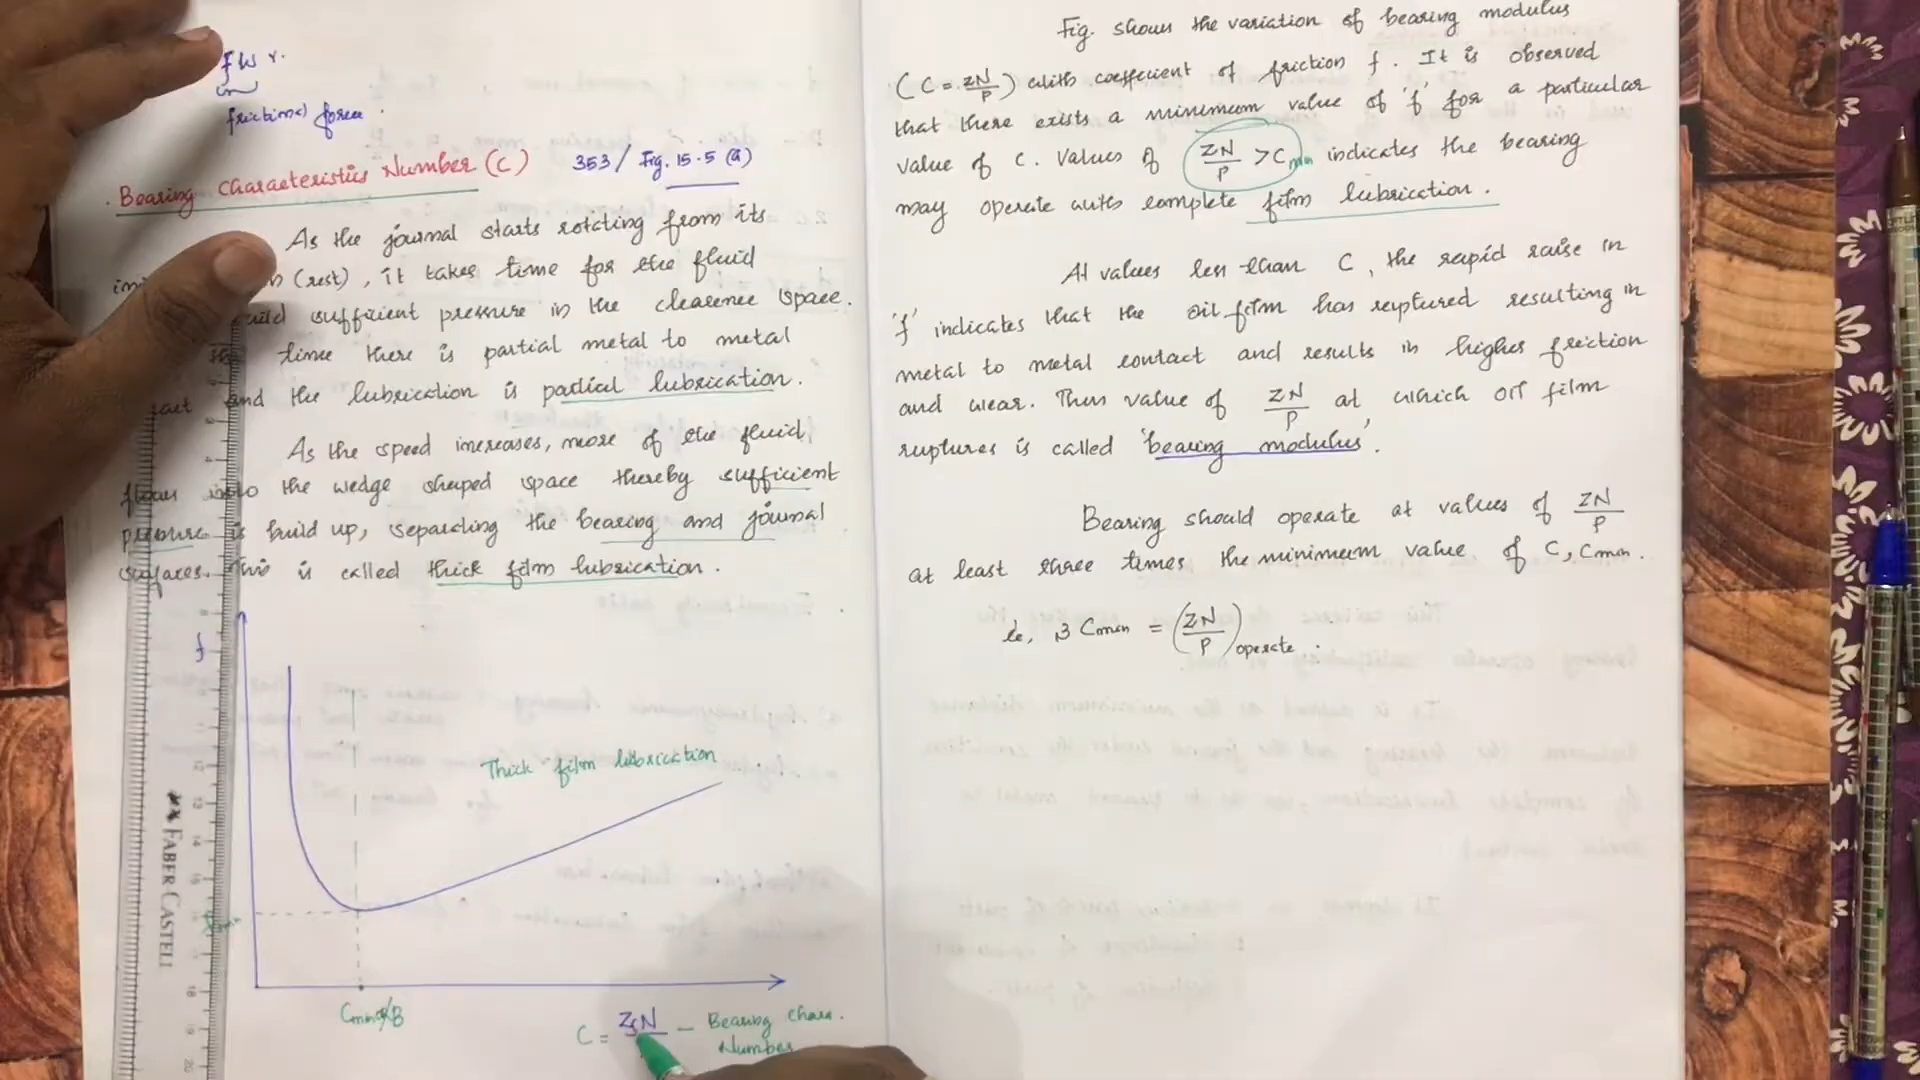 f W r.
frictional force.
Bearing Characteristics Number (C) 353/ Fig. 15.5 (a)
As the journal starts rotating from its
(rest), it takes time for the fluid
sufficient pressure in the clearence space.
time there is partial metal to metal
and the lubrication is partial lubrication.
As the speed increases, more of the fluid
flows into the wedge shaped space thereby sufficient
pressure is build up, separating the bearing and journal
surfaces. This is called thick film lubrication.
f
Thick film lubrication
fmin
Cmin
C = ZN — Bearing char.
Number
FABER CASTELL
Fig. shows the variation of bearing modulus
(C = ZN/P) with coefficient of friction f. It is observed
that there exists a minimum value of 'f' for a particular
value of C. Values of ZN/P > Cmin indicates the bearing
may operate with complete film lubrication.
At values less than C, the rapid raise in
'f' indicates that the oil film has ruptured resulting in
metal to metal contact and results in higher friction
and wear. Thus value of ZN/P at which oil film
ruptures is called 'bearing modulus'.
Bearing should operate at values of ZN/P
at least three times the minimum value of C, Cmin.
ie, 3 Cmin = (ZN/P)operate.